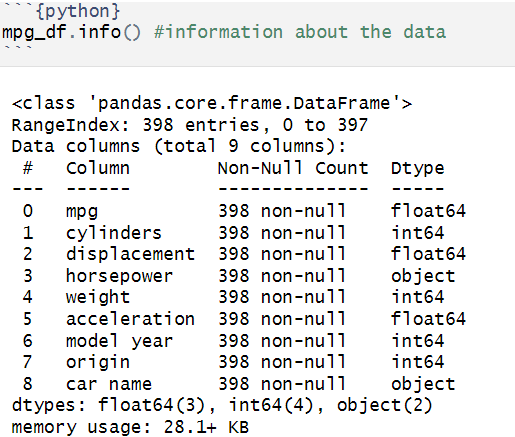 ```{python}
mpg_df.info() #information about the data
```
<class 'pandas.core.frame.DataFrame'>
RangeIndex: 398 entries, 0 to 397
Data columns (total 9 columns):
 #   Column        Non-Null Count  Dtype
---  ------        --------------  -----
 0   mpg           398 non-null    float64
 1   cylinders     398 non-null    int64
 2   displacement  398 non-null    float64
 3   horsepower    398 non-null    object
 4   weight        398 non-null    int64
 5   acceleration  398 non-null    float64
 6   model year    398 non-null    int64
 7   origin        398 non-null    int64
 8   car name      398 non-null    object
dtypes: float64(3), int64(4), object(2)
memory usage: 28.1+ KB